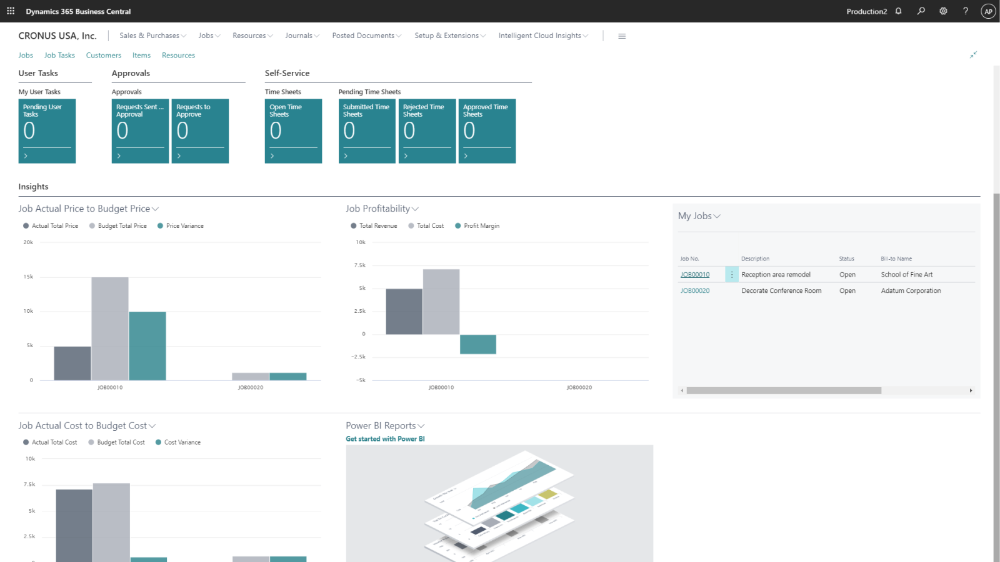 Dynamics 365 Business Central
Production2
?
AP
CRONUS USA, Inc.
Sales & Purchases
Jobs
Resources
Journals
Posted Documents
Setup & Extensions
Intelligent Cloud Insights
Jobs
Job Tasks
Customers
Items
Resources
User Tasks
Approvals
Self-Service
My User Tasks
Approvals
Time Sheets
Pending Time Sheets
Pending User
Tasks
0
Requests Sent ...
Approval
0
Requests to
Approve
0
Open Time
Sheets
0
Submitted Time
Sheets
0
Rejected Time
Sheets
0
Approved Time
Sheets
0
Insights
Job Actual Price to Budget Price
Actual Total Price
Budget Total Price
Price Variance
20k
15k
10k
5k
0
JOB00010
JOB00020
Job Profitability
Total Revenue
Total Cost
Profit Margin
10k
7.5k
5k
2.5k
0
−2.5k
−5k
JOB00010
JOB00020
My Jobs
Job No.
Description
Status
Bill-to Name
JOB00010
Reception area remodel
Open
School of Fine Art
JOB00020
Decorate Conference Room
Open
Adatum Corporation
Job Actual Cost to Budget Cost
Actual Total Cost
Budget Total Cost
Cost Variance
10k
7.5k
5k
2.5k
Power BI Reports
Get started with Power BI